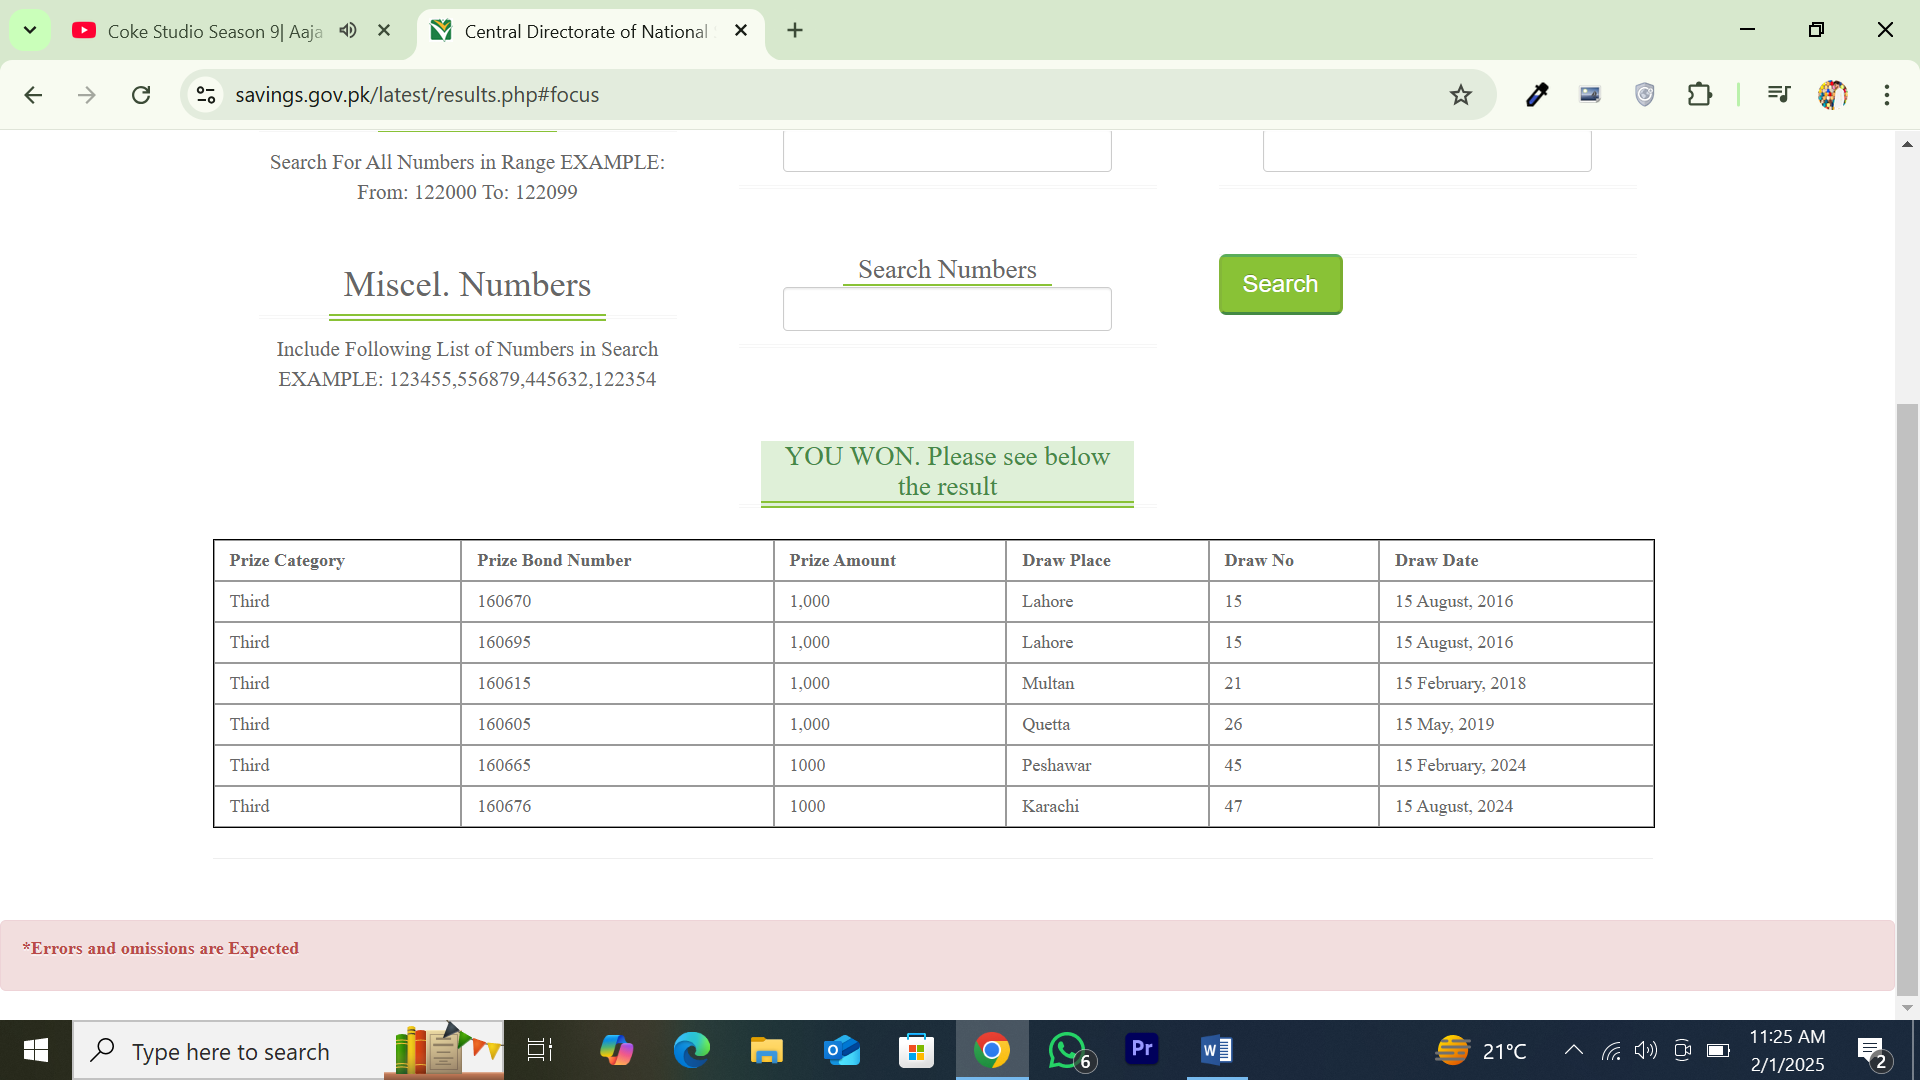 Coke Studio Season 9| Aaja
Central Directorate of National
savings.gov.pk/latest/results.php#focus
Search For All Numbers in Range EXAMPLE:
From: 122000 To: 122099
Miscel. Numbers
Search Numbers
Search
Include Following List of Numbers in Search
EXAMPLE: 123455,556879,445632,122354
YOU WON. Please see below
the result
Prize Category Prize Bond Number Prize Amount Draw Place Draw No Draw Date
Third 160670 1,000 Lahore 15 15 August, 2016
Third 160695 1,000 Lahore 15 15 August, 2016
Third 160615 1,000 Multan 21 15 February, 2018
Third 160605 1,000 Quetta 26 15 May, 2019
Third 160665 1000 Peshawar 45 15 February, 2024
Third 160676 1000 Karachi 47 15 August, 2024
*Errors and omissions are Expected
Type here to search
6
Pr
W
21°C
11:25 AM
2/1/2025
2